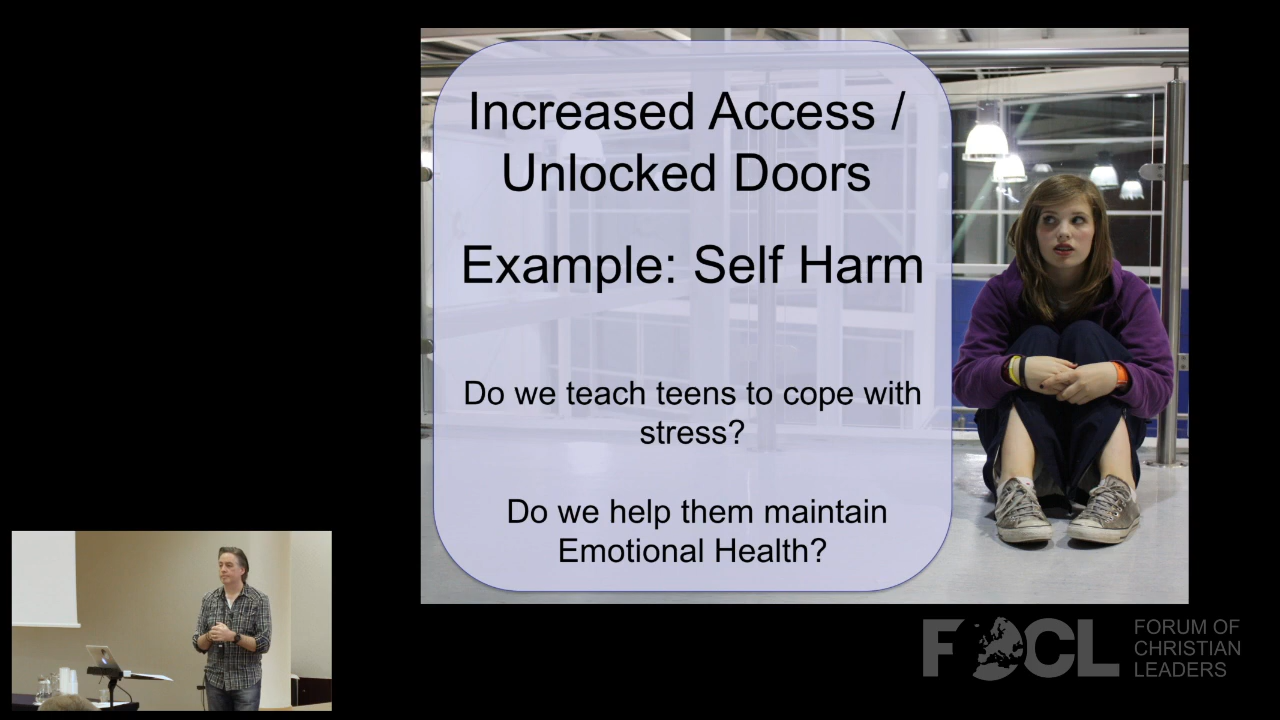 Increased Access /
Unlocked Doors
Example: Self Harm
Do we teach teens to cope with
stress?
Do we help them maintain
Emotional Health?
FOCL
FORUM OF
CHRISTIAN
LEADERS